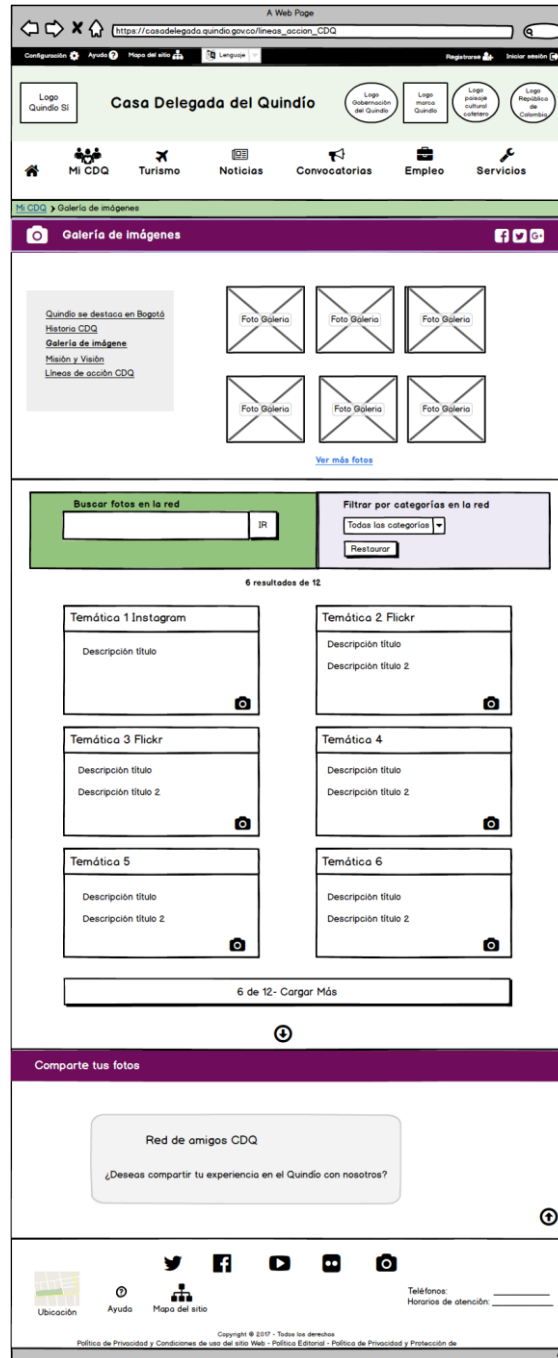 A Web Page
https://casadelegada.quindio.gov.co/lineas_accion_CDQ
Configuración Ayuda Mapa del sitio Lenguaje Registrarse Iniciar sesión
Logo Quindío Sí
Casa Delegada del Quindío
Logo Gobernación del Quindío
Logo marca Quindío
Logo paisaje cultural cafetero
Logo República de Colombia
Mi CDQ Turismo Noticias Convocatorias Empleo Servicios
Mi CDQ > Galería de imágenes
Galería de imágenes
Quindío se destaca en Bogotá
Historia CDQ
Galería de imágene
Misión y Visión
Líneas de acción CDQ
Foto Galeria Foto Galeria Foto Galeria
Foto Galeria Foto Galeria Foto Galeria
Ver más fotos
Buscar fotos en la red
IR
Filtrar por categorías en la red
Todas las categorías
Restaurar
6 resultados de 12
Temática 1 Instagram
Descripción título
Temática 2 Flickr
Descripción título
Descripción título 2
Temática 3 Flickr
Descripción título
Descripción título 2
Temática 4
Descripción título
Descripción título 2
Temática 5
Descripción título
Descripción título 2
Temática 6
Descripción título
Descripción título 2
6 de 12- Cargar Más
Comparte tus fotos
Red de amigos CDQ
¿Deseas compartir tu experiencia en el Quindío con nosotros?
Ubicación
Ayuda
Mapa del sitio
Teléfonos:
Horarios de atención:
Copyright © 2017 - Todos los derechos
Política de Privacidad y Condiciones de uso del sitio Web - Política Editorial - Política de Privacidad y Protección de